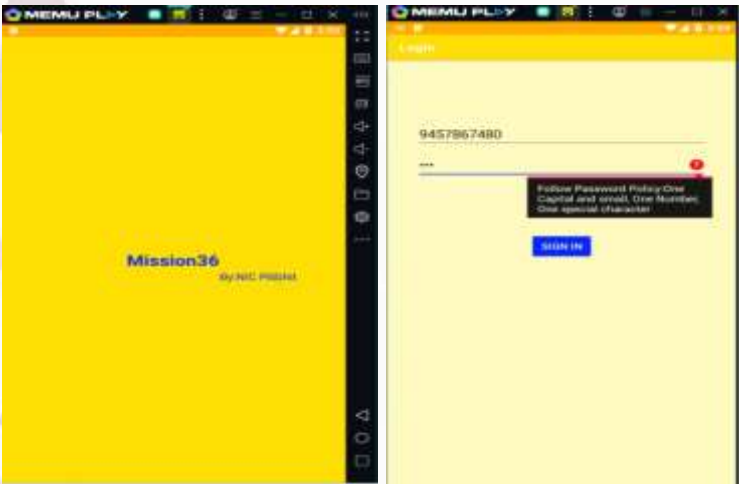 MEMU PLAY
Mission36
By:NIC Pilibhit
MEMU PLAY
Login
9457867480
Follow Password Policy:One
Capital and small, One Number,
One special character
SIGN IN